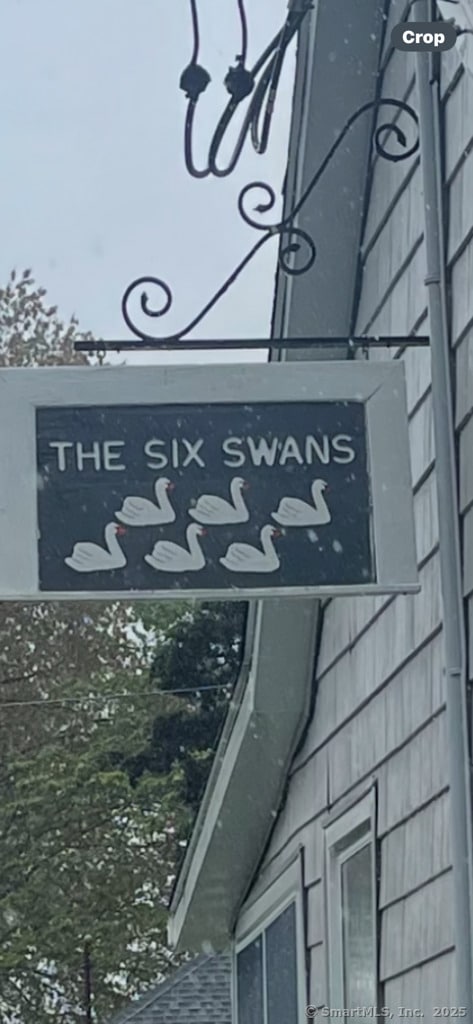 Crop
THE SIX SWANS
© SmartMLS, Inc. 2025